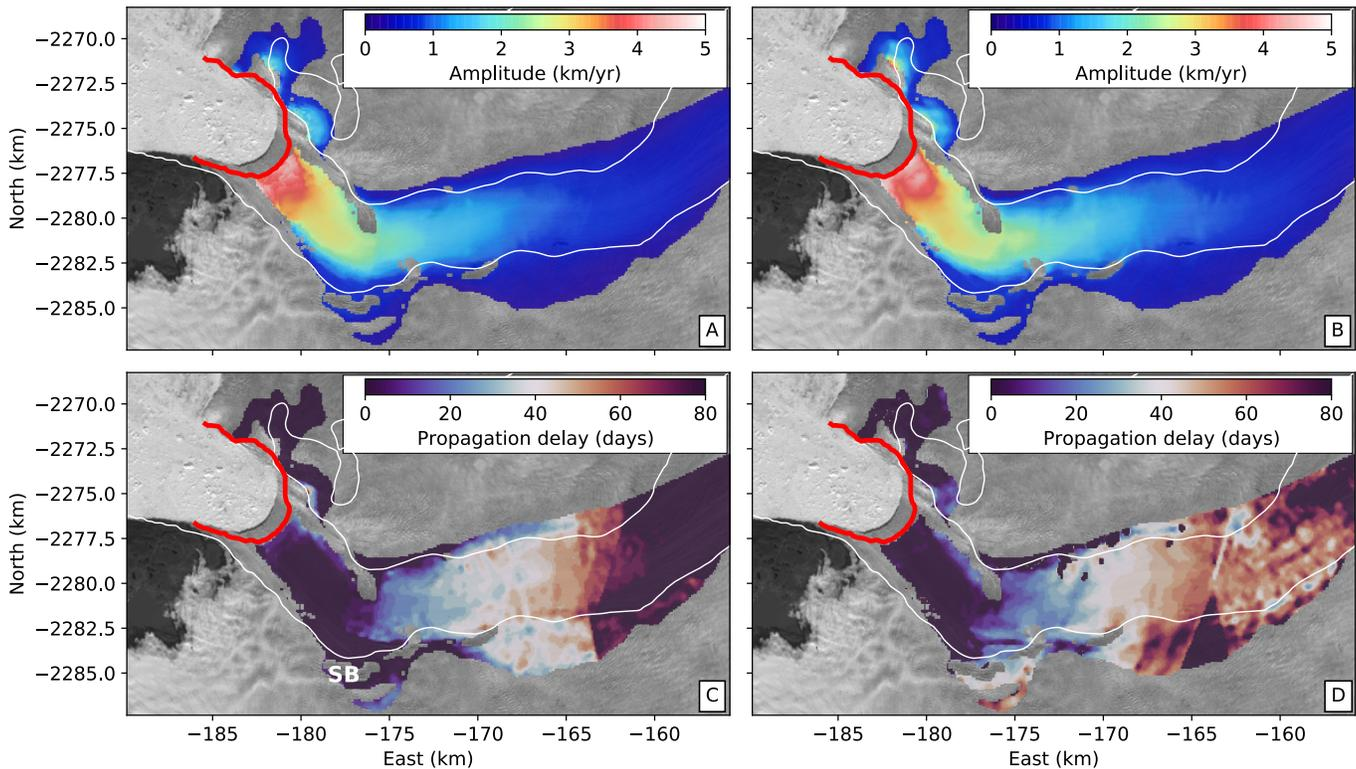 0 1 2 3 4 5
Amplitude (km/yr)
0 1 2 3 4 5
Amplitude (km/yr)
North (km)
−2270.0
−2272.5
−2275.0
−2277.5
−2280.0
−2282.5
−2285.0
A
B
0 20 40 60 80
Propagation delay (days)
0 20 40 60 80
Propagation delay (days)
North (km)
−2270.0
−2272.5
−2275.0
−2277.5
−2280.0
−2282.5
−2285.0
SB
C
D
−185 −180 −175 −170 −165 −160
East (km)
−185 −180 −175 −170 −165 −160
East (km)